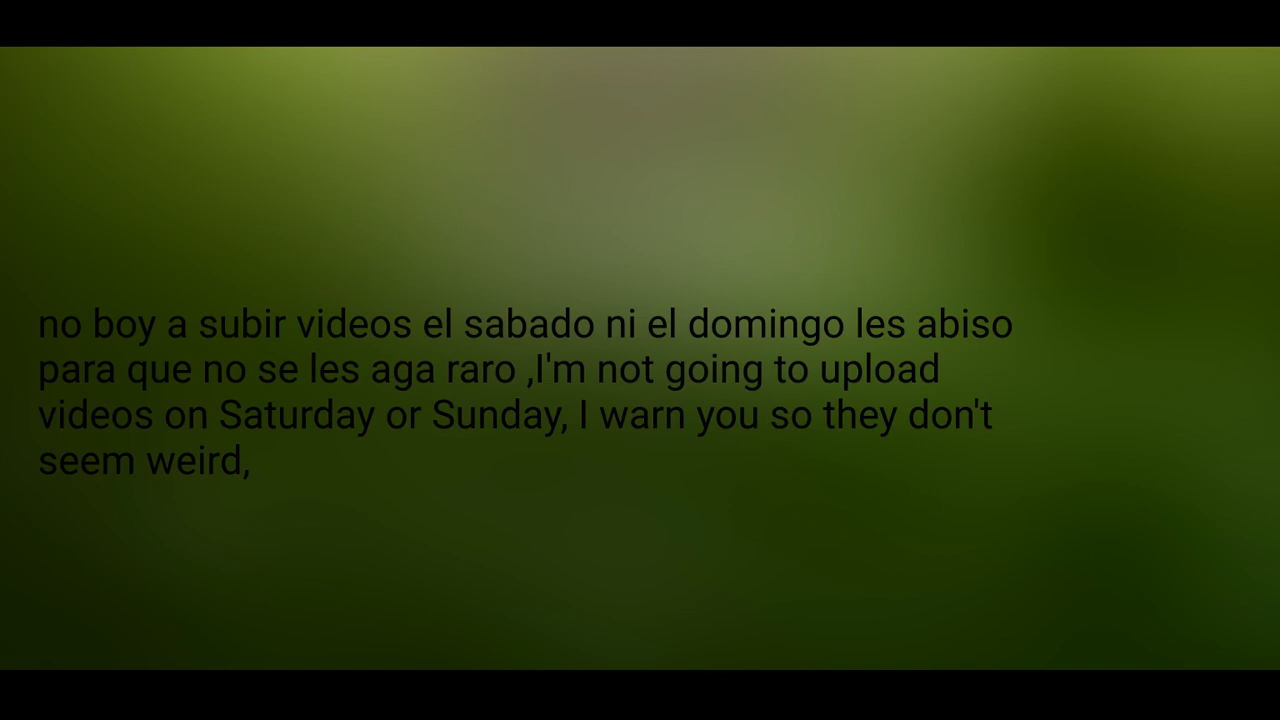 no boy a subir videos el sabado ni el domingo les abiso
para que no se les aga raro ,I'm not going to upload
videos on Saturday or Sunday, I warn you so they don't
seem weird,